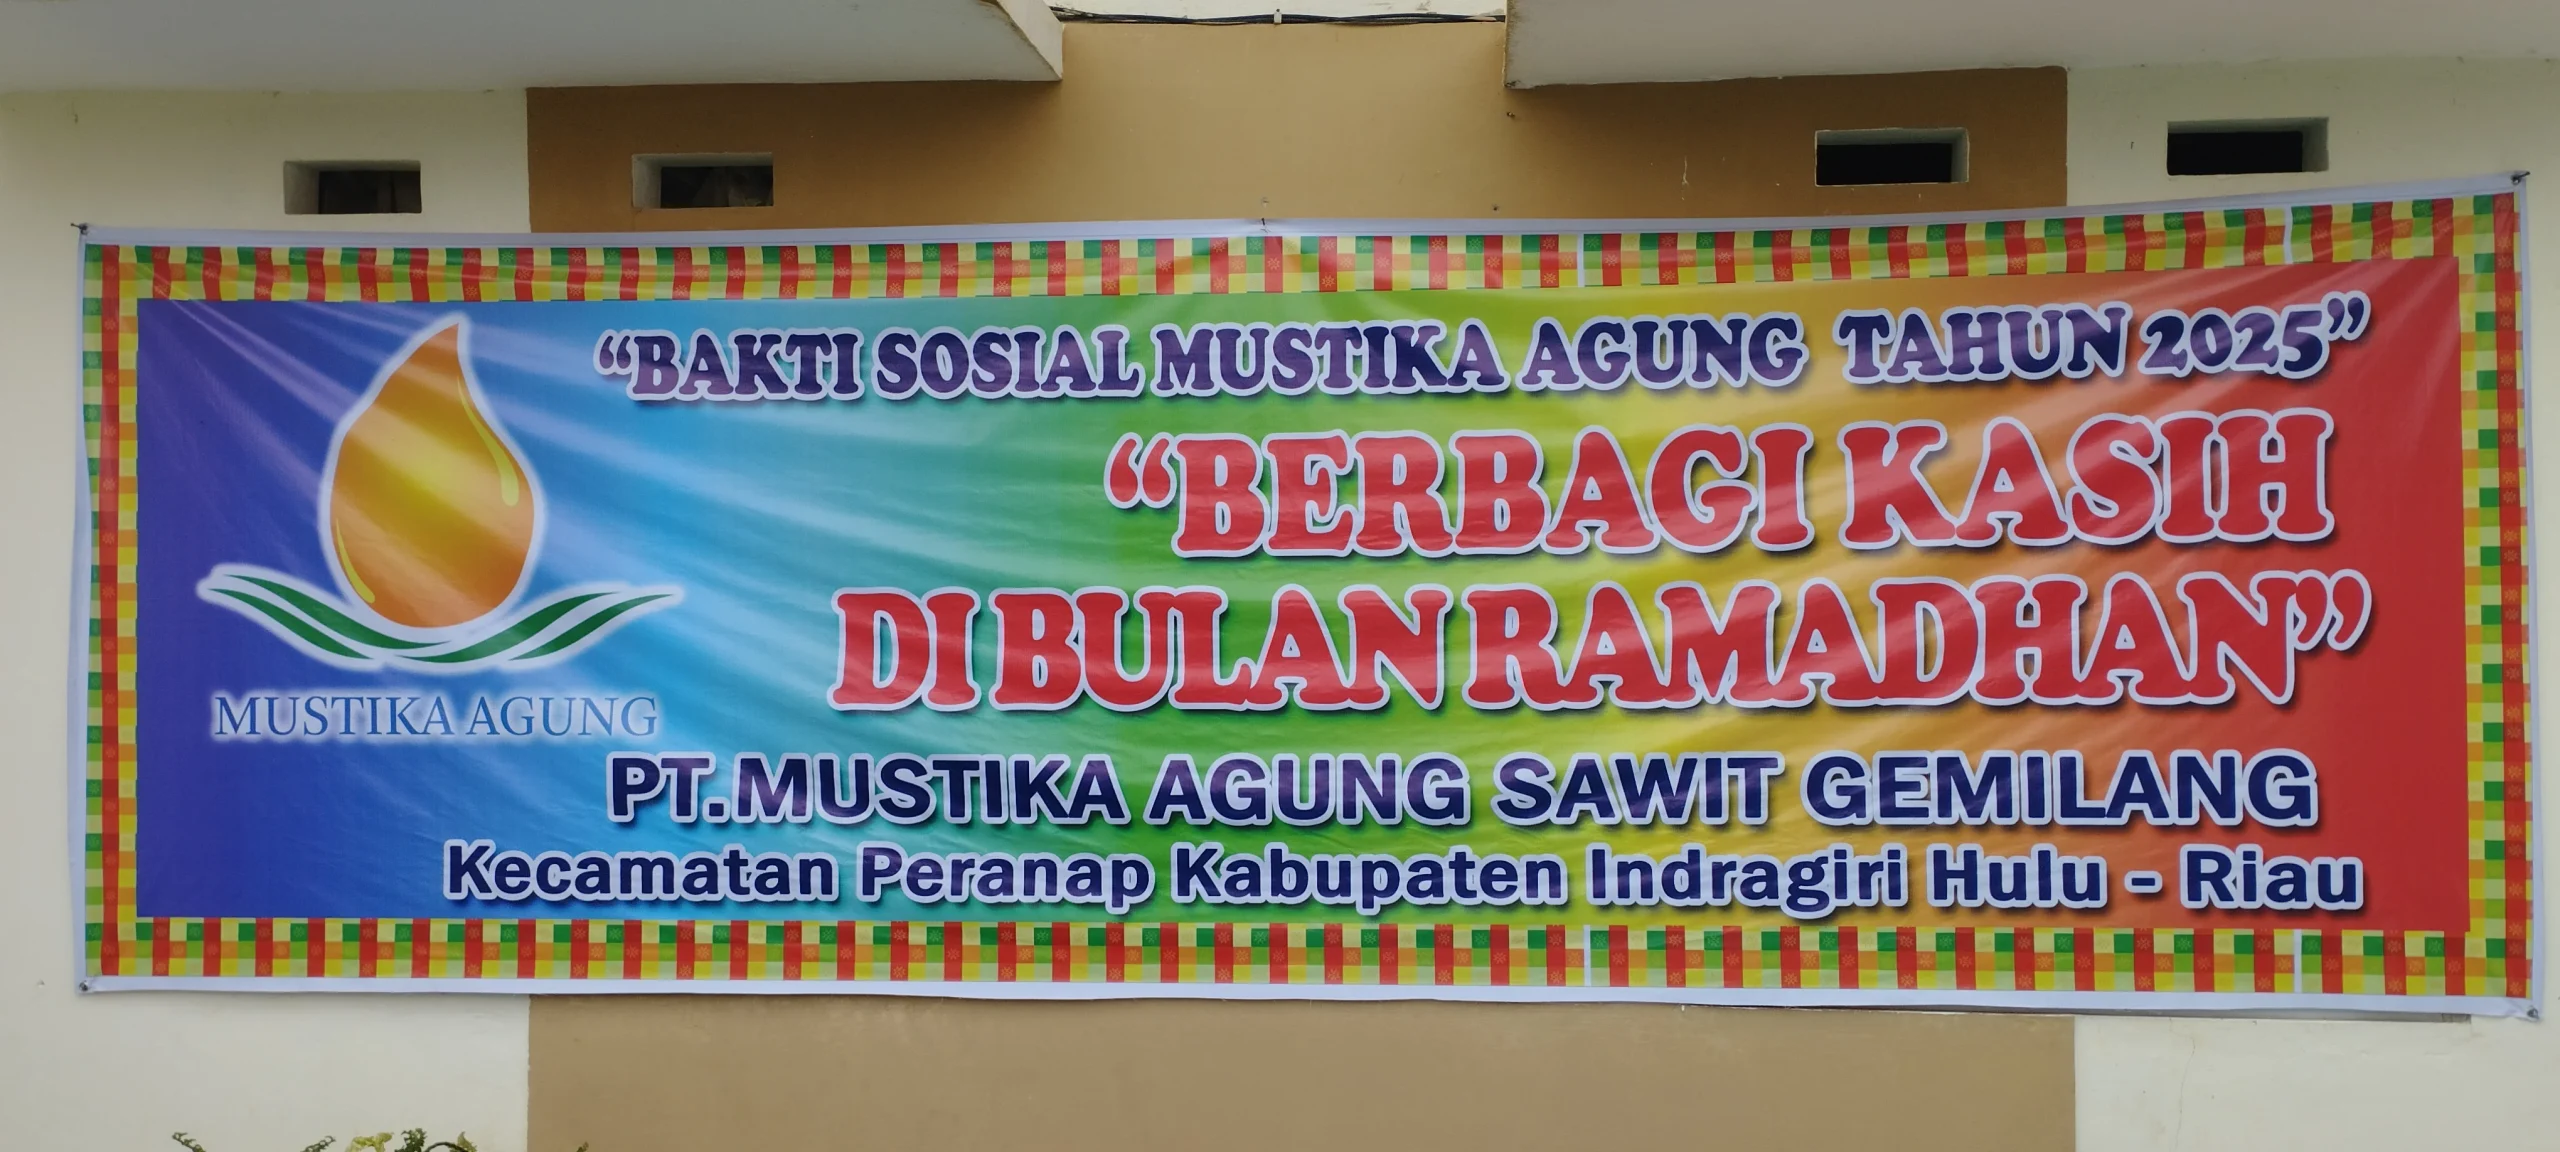 “BAKTI SOSIAL MUSTIKA AGUNG TAHUN 2025”
“BERBAGI KASIH
DI BULAN RAMADHAN”
MUSTIKA AGUNG
PT.MUSTIKA AGUNG SAWIT GEMILANG
Kecamatan Peranap Kabupaten Indragiri Hulu - Riau